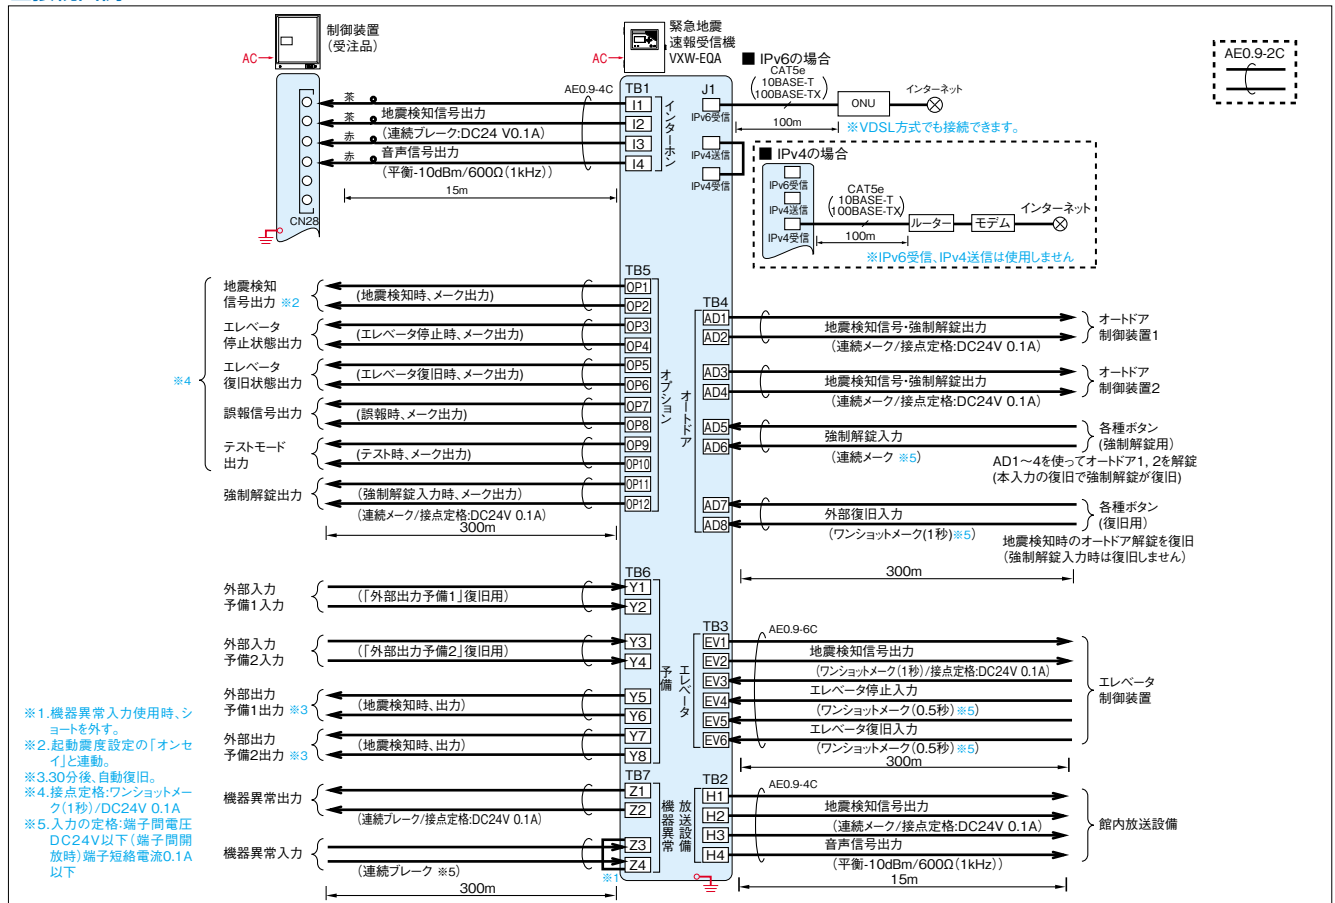 制御装置
(受注品)
AC
緊急地震
速報受信機
VXW-EQA
AC
■ IPv6の場合
CAT5e
10BASE-T
100BASE-TX
ONU
インターネット
100m
※VDSL方式でも接続できます。
AE0.9-2C
AE0.9-4C
TB1
J1
I1
I2
I3
I4
インターホン
茶
茶
赤
赤
地震検知信号出力
(連続ブレーク:DC24 V0.1A)
音声信号出力
(平衡-10dBm/600Ω(1kHz))
15m
CN28
IPv6受信
IPv4送信
IPv4受信
■ IPv4の場合
IPv6受信
IPv4送信
IPv4受信
CAT5e
10BASE-T
100BASE-TX
ルーター
モデム
インターネット
100m
※IPv6受信、IPv4送信は使用しません
※4
地震検知
信号出力 ※2
エレベータ
停止状態出力
エレベータ
復旧状態出力
誤報信号出力
テストモード
出力
強制解錠出力
(地震検知時、メーク出力)
(エレベータ停止時、メーク出力)
(エレベータ復旧時、メーク出力)
(誤報時、メーク出力)
(テスト時、メーク出力)
(強制解錠入力時、メーク出力)
(連続メーク/接点定格:DC24V 0.1A)
300m
TB5
OP1
OP2
OP3
OP4
OP5
OP6
OP7
OP8
OP9
OP10
OP11
OP12
オプション
TB4
AD1
AD2
AD3
AD4
AD5
AD6
AD7
AD8
オートドア
地震検知信号・強制解錠出力
(連続メーク/接点定格:DC24V 0.1A)
オートドア
制御装置1
地震検知信号・強制解錠出力
(連続メーク/接点定格:DC24V 0.1A)
オートドア
制御装置2
強制解錠入力
(連続メーク ※5)
各種ボタン
(強制解錠用)
AD1～4を使ってオートドア1, 2を解錠
(本入力の復旧で強制解錠が復旧)
外部復旧入力
(ワンショットメーク(1秒)※5)
各種ボタン
(復旧用)
地震検知時のオートドア解錠を復旧
(強制解錠入力時は復旧しません)
300m
外部入力
予備1入力
(「外部出力予備1」復旧用)
外部入力
予備2入力
(「外部出力予備2」復旧用)
外部出力
予備1出力 ※3
(地震検知時、出力)
外部出力
予備2出力 ※3
(地震検知時、出力)
TB6
Y1
Y2
Y3
Y4
Y5
Y6
Y7
Y8
予備
TB3
EV1
EV2
EV3
EV4
EV5
EV6
エレベータ
AE0.9-6C
地震検知信号出力
(ワンショットメーク(1秒)/接点定格:DC24V 0.1A)
エレベータ停止入力
(ワンショットメーク(0.5秒)※5)
エレベータ復旧入力
(ワンショットメーク(0.5秒)※5)
300m
エレベータ
制御装置
機器異常出力
(連続ブレーク/接点定格:DC24V 0.1A)
機器異常入力
(連続ブレーク ※5)
300m
TB7
Z1
Z2
Z3
Z4
※1
機器異常
TB2
H1
H2
H3
H4
放送設備
AE0.9-4C
地震検知信号出力
(連続メーク/接点定格:DC24V 0.1A)
音声信号出力
(平衡-10dBm/600Ω(1kHz))
15m
館内放送設備
※1.機器異常入力使用時、シ
ョートを外す。
※2.起動震度設定の「オンセ
イ」と連動。
※3.30分後、自動復旧。
※4.接点定格:ワンショットメー
ク(1秒)/DC24V 0.1A
※5.入力の定格:端子間電圧
DC24V以下(端子間開
放時)端子短絡電流0.1A
以下